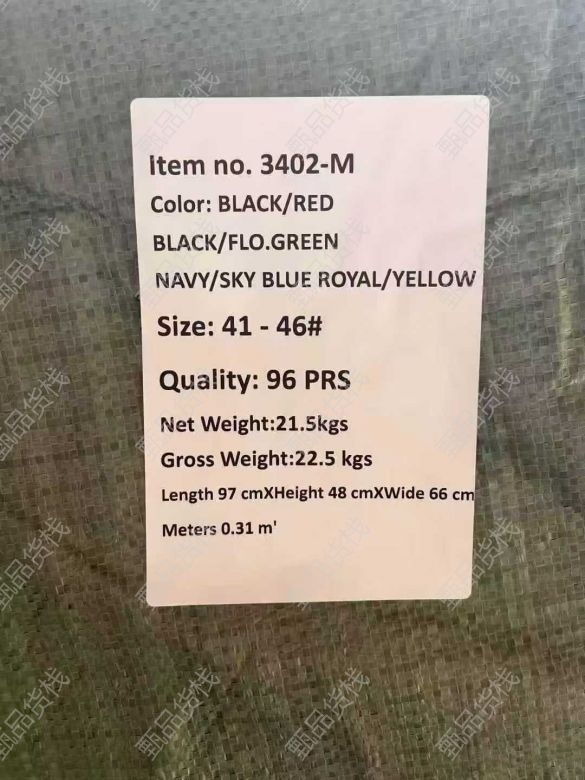 item no. 3402-M
Color: BLACK/RED
BLACK/FLO.GREEN
NAVY/SKY BLUE ROYAL/YELLOW
Size: 41 - 46#
Quality: 96 PRS
Net Weight:21.5kgs
Gross Weight:22.5 kgs
Length 97 cmXHeight 48 cmXWide 66 cm
Meters 0.31 m'
甄品货栈